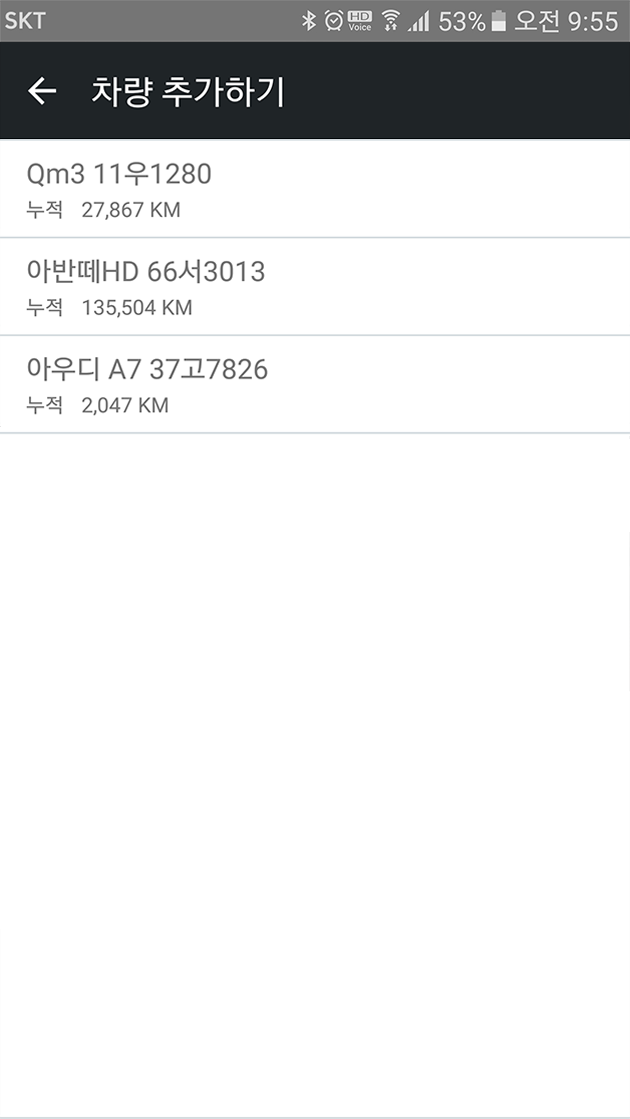 SKT HD Voice 53% 오전 9:55
차량 추가하기
Qm3 11우1280
누적 27,867 KM
아반떼HD 66서3013
누적 135,504 KM
아우디 A7 37고7826
누적 2,047 KM